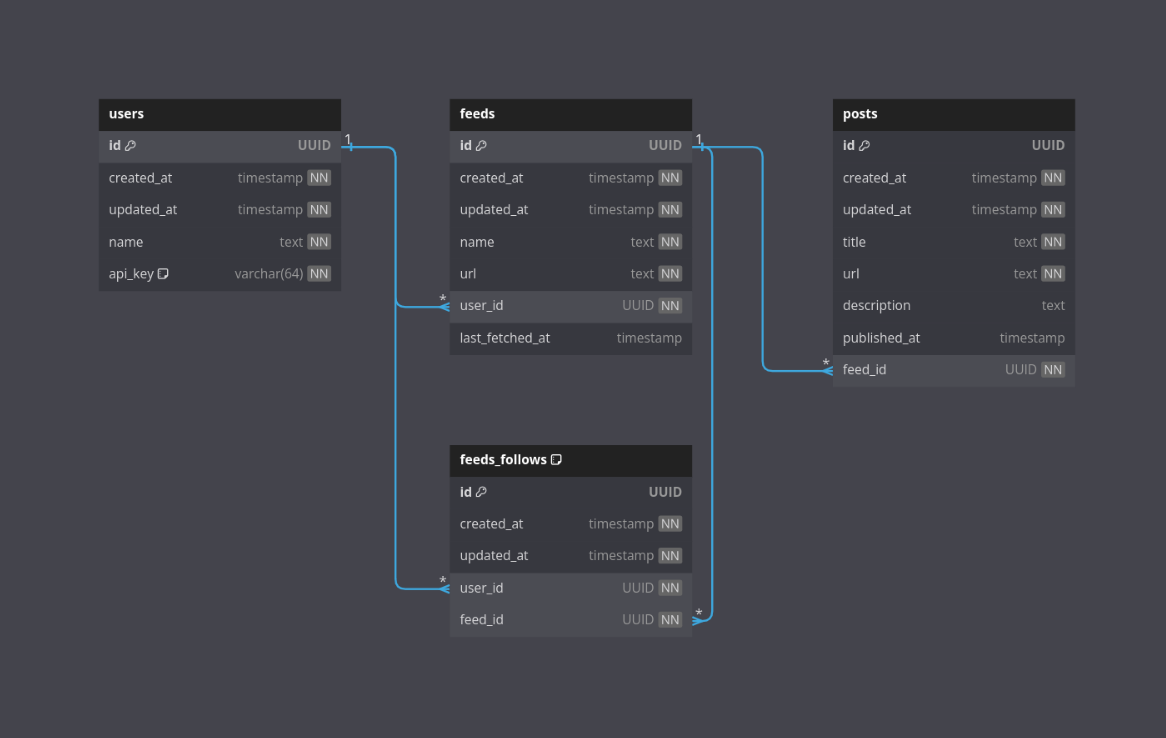 users
id UUID
created_at timestamp NN
updated_at timestamp NN
name text NN
api_key varchar(64) NN
1
feeds
id UUID
created_at timestamp NN
updated_at timestamp NN
name text NN
url text NN
* user_id UUID NN
last_fetched_at timestamp
1
posts
id UUID
created_at timestamp NN
updated_at timestamp NN
title text NN
url text NN
description text
published_at timestamp
* feed_id UUID NN
feeds_follows
id UUID
created_at timestamp NN
updated_at timestamp NN
* user_id UUID NN
feed_id UUID NN *